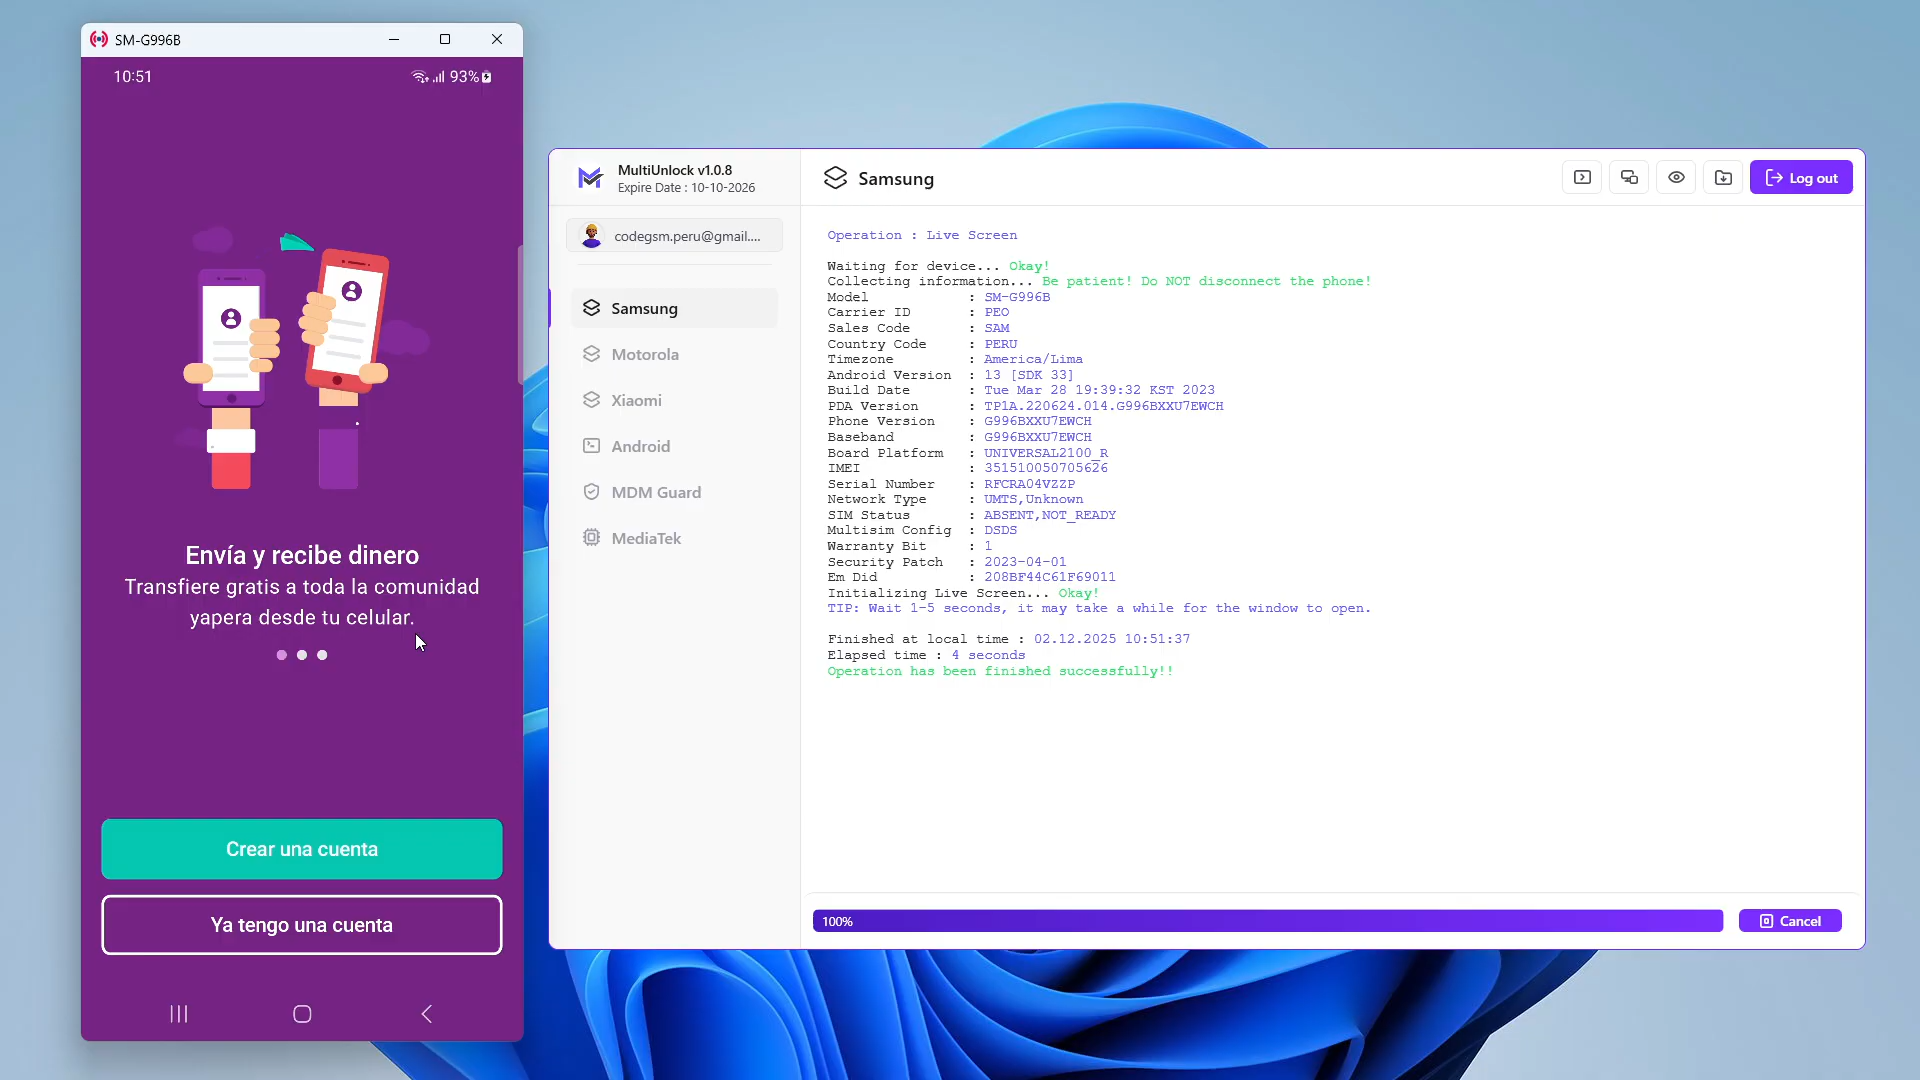 SM-G996B
10:51
93%
Envía y recibe dinero
Transfiere gratis a toda la comunidad
yapera desde tu celular.
Crear una cuenta
Ya tengo una cuenta
MultiUnlock v1.0.8
Expire Date : 10-10-2026
codegsm.peru@gmail....
Samsung
Motorola
Xiaomi
Android
MDM Guard
MediaTek
Samsung
Log out
Operation : Live Screen
Waiting for device... Okay!
Collecting information... Be patient! Do NOT disconnect the phone!
Model : SM-G996B
Carrier ID : PEO
Sales Code : SAM
Country Code : PERU
Timezone : America/Lima
Android Version : 13 [SDK 33]
Build Date : Tue Mar 28 19:39:32 KST 2023
PDA Version : TP1A.220624.014.G996BXXU7EWCH
Phone Version : G996BXXU7EWCH
Baseband : G996BXXU7EWCH
Board Platform : UNIVERSAL2100_R
IMEI : 351510050705626
Serial Number : RFCRA04VZZP
Network Type : UMTS,Unknown
SIM Status : ABSENT,NOT_READY
Multisim Config : DSDS
Warranty Bit : 1
Security Patch : 2023-04-01
Em Did : 208BF44C61F69011
Initializing Live Screen... Okay!
TIP: Wait 1-5 seconds, it may take a while for the window to open.
Finished at local time : 02.12.2025 10:51:37
Elapsed time : 4 seconds
Operation has been finished successfully!!
100%
Cancel